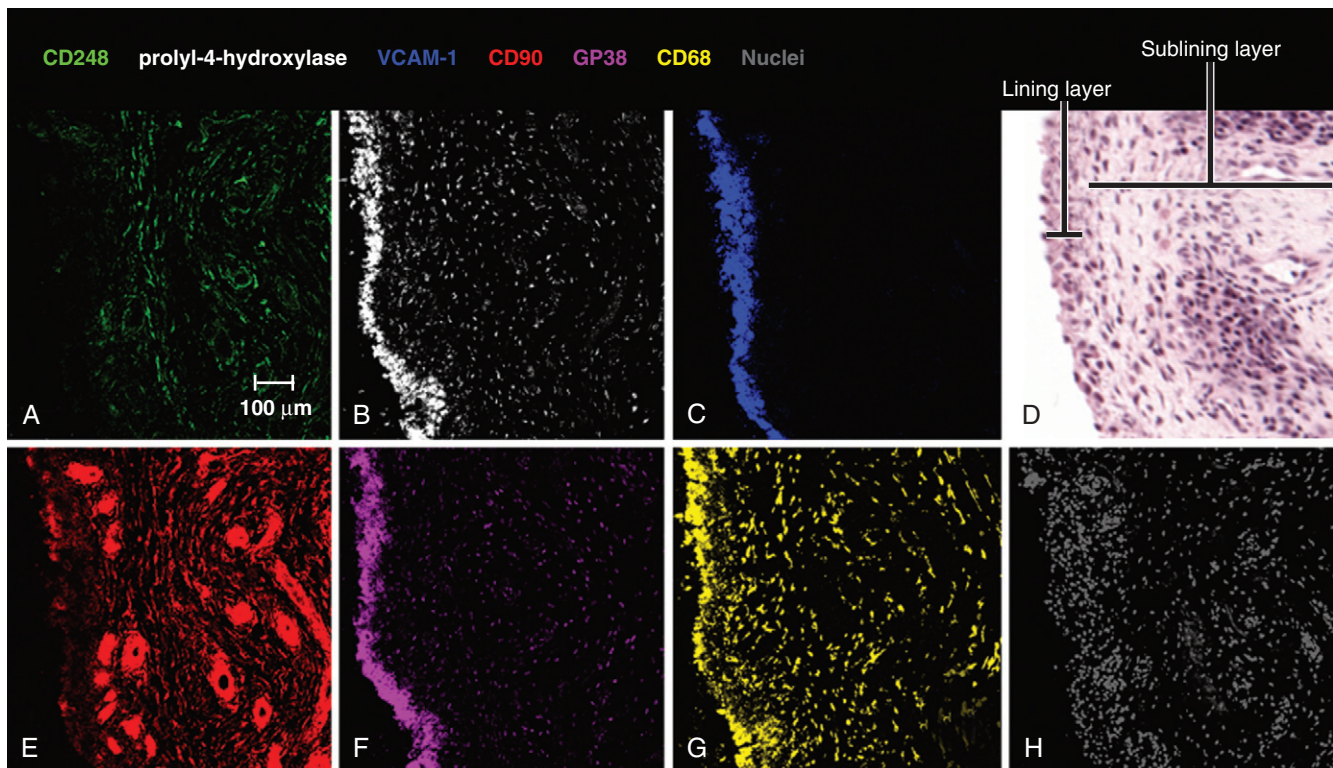 CD248 prolyl-4-hydroxylase VCAM-1 CD90 GP38 CD68 Nuclei
Sublining layer
Lining layer
100 μm
A
B
C
D
E
F
G
H